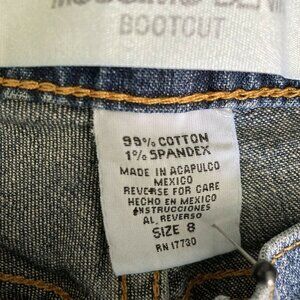 BOOTCUT
99% COTTON
1% SPANDEX
MADE IN ACAPULCO
MEXICO
REVERSE FOR CARE
HECHO EN MEXICO
INSTRUCCIONES
AL REVERSO
SIZE 8
RN 17730